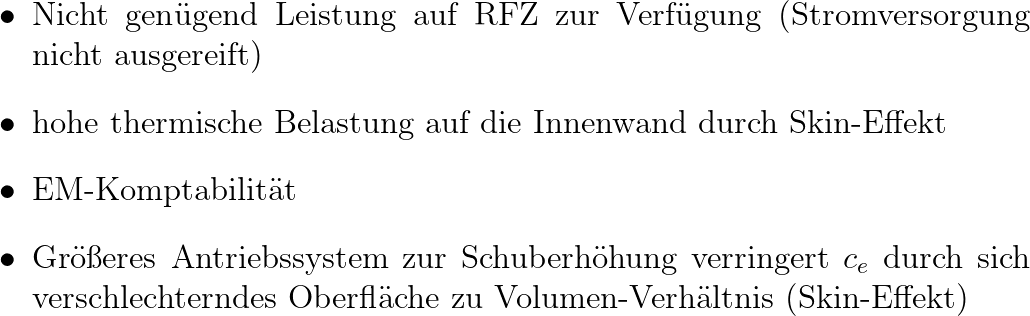 • Nicht genügend Leistung auf RFZ zur Verfügung (Stromversorgung
nicht ausgereift)
• hohe thermische Belastung auf die Innenwand durch Skin-Effekt
• EM-Komptabilität
• Größeres Antriebssystem zur Schuberhöhung verringert c_e durch sich
verschlechterndes Oberfläche zu Volumen-Verhältnis (Skin-Effekt)